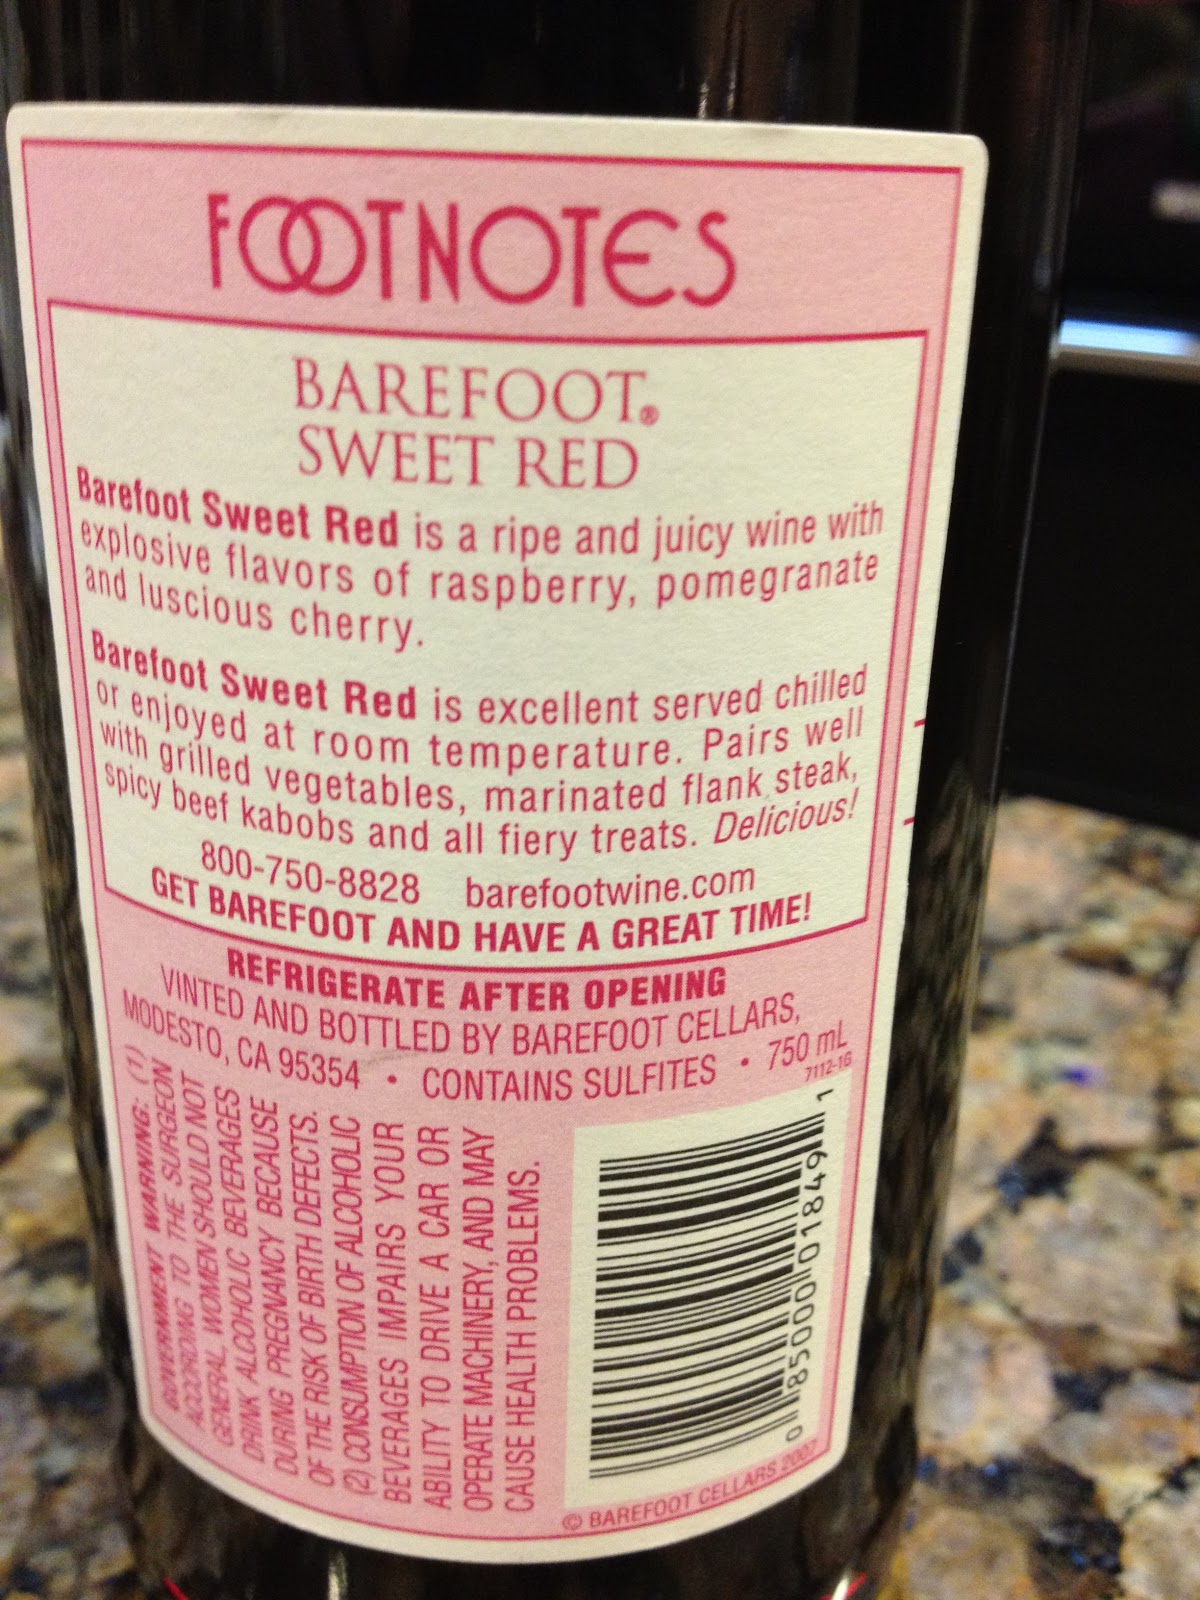 FOOTNOTES
BAREFOOT®
SWEET RED
Barefoot Sweet Red is a ripe and juicy wine with
explosive flavors of raspberry, pomegranate
and luscious cherry.
Barefoot Sweet Red is excellent served chilled
or enjoyed at room temperature. Pairs well
with grilled vegetables, marinated flank steak,
spicy beef kabobs and all fiery treats. Delicious!
800-750-8828 barefootwine.com
GET BAREFOOT AND HAVE A GREAT TIME!
REFRIGERATE AFTER OPENING
VINTED AND BOTTLED BY BAREFOOT CELLARS,
MODESTO, CA 95354 • CONTAINS SULFITES • 750 mL
7112-1G
GOVERNMENT WARNING: (1)
ACCORDING TO THE SURGEON
GENERAL WOMEN SHOULD NOT
DRINK ALCOHOLIC BEVERAGES
DURING PREGNANCY BECAUSE
OF THE RISK OF BIRTH DEFECTS.
(2) CONSUMPTION OF ALCOHOLIC
BEVERAGES IMPAIRS YOUR
ABILITY TO DRIVE A CAR OR
OPERATE MACHINERY, AND MAY
CAUSE HEALTH PROBLEMS.
0 85000 01849 1
© BAREFOOT CELLARS 2007